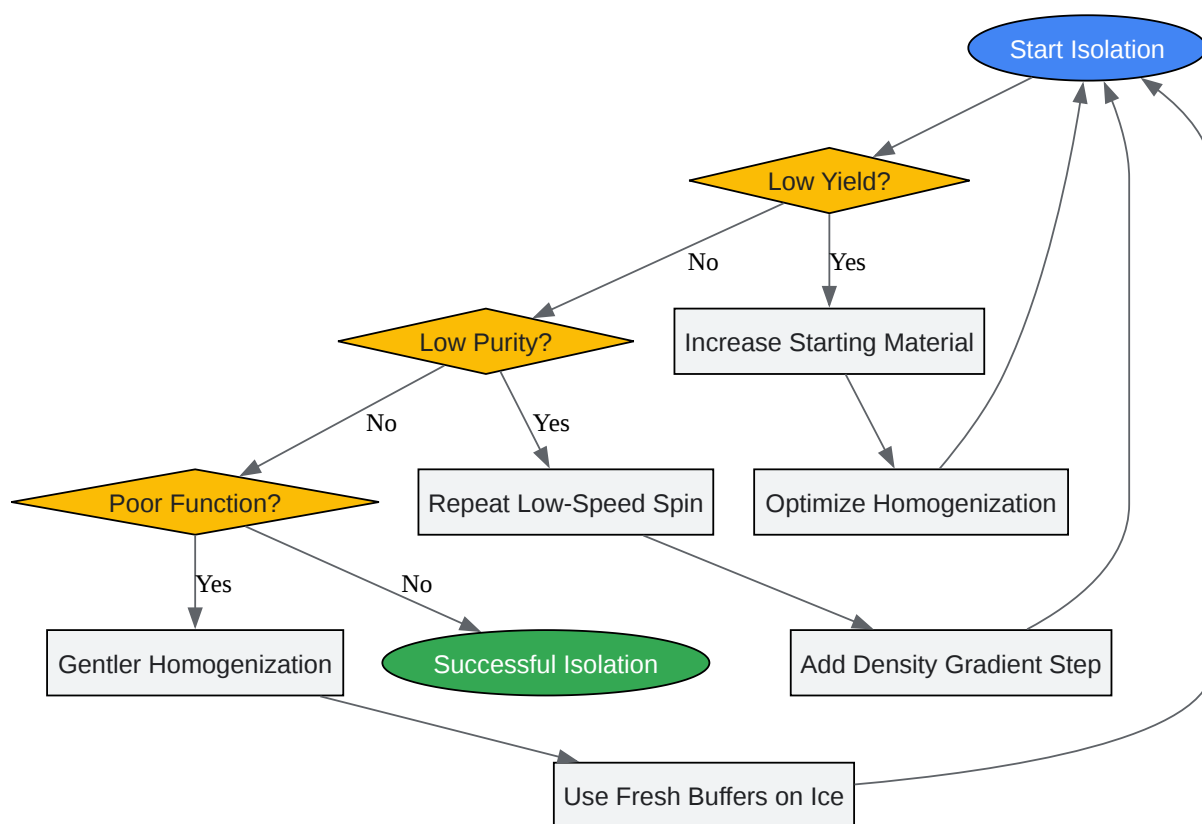 Start Isolation
Low Yield?
No
Yes
Low Purity?
Increase Starting Material
No
Yes
Poor Function?
Repeat Low-Speed Spin
Optimize Homogenization
Yes
No
Gentler Homogenization
Successful Isolation
Add Density Gradient Step
Use Fresh Buffers on Ice